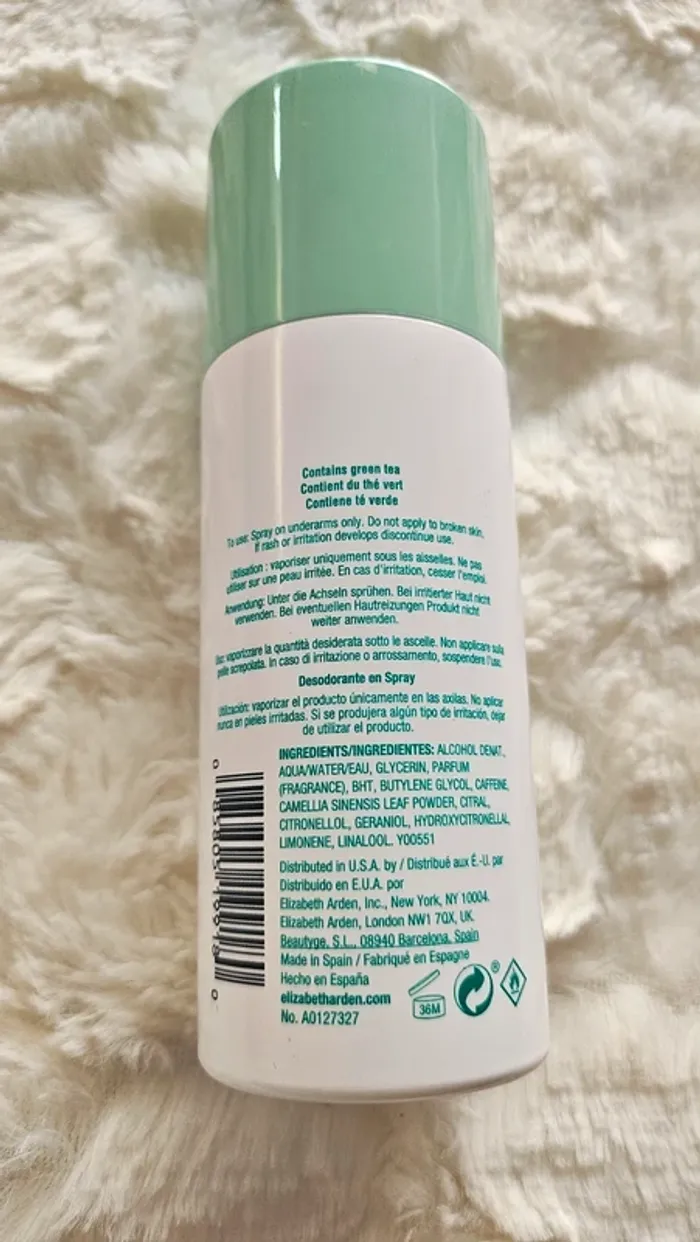 Contains green tea
Contient du thé vert
Contiene té verde
To use: Spray on underarms only. Do not apply to broken skin.
If rash or irritation develops discontinue use.
Utilisation : vaporiser uniquement sous les aisselles. Ne pas
utiliser sur une peau irritée. En cas d'irritation, cesser l'emploi.
Anwendung: Unter die Achseln sprühen. Bei irritierter Haut nicht
verwenden. Bei eventuellen Hautreizungen Produkt nicht
weiter anwenden.
Uso: vaporizzare la quantità desiderata sotto le ascelle. Non applicare sulla
pelle screpolata. In caso di irritazione o arrossamento, sospendere l'uso.
Desodorante en Spray
Utilización: vaporizar el producto únicamente en las axilas. No aplicar
nunca en pieles irritadas. Si se produjera algún tipo de irritación, dejar
de utilizar el producto.
INGREDIENTS/INGREDIENTES: ALCOHOL DENAT.,
AQUA/WATER/EAU, GLYCERIN, PARFUM
(FRAGRANCE), BHT, BUTYLENE GLYCOL, CAFFEINE,
CAMELLIA SINENSIS LEAF POWDER, CITRAL,
CITRONELLOL, GERANIOL, HYDROXYCITRONELLAL,
LIMONENE, LINALOOL. Y00551
Distributed in U.S.A. by / Distribué aux É.-U. par
Distribuido en E.U.A. por
Elizabeth Arden, Inc., New York, NY 10004.
Elizabeth Arden, London NW1 7QX, UK.
Beautyge, S.L., 08940 Barcelona, Spain
Made in Spain / Fabriqué en Espagne
Hecho en España
elizabetharden.com
No. A0127327
36M
®